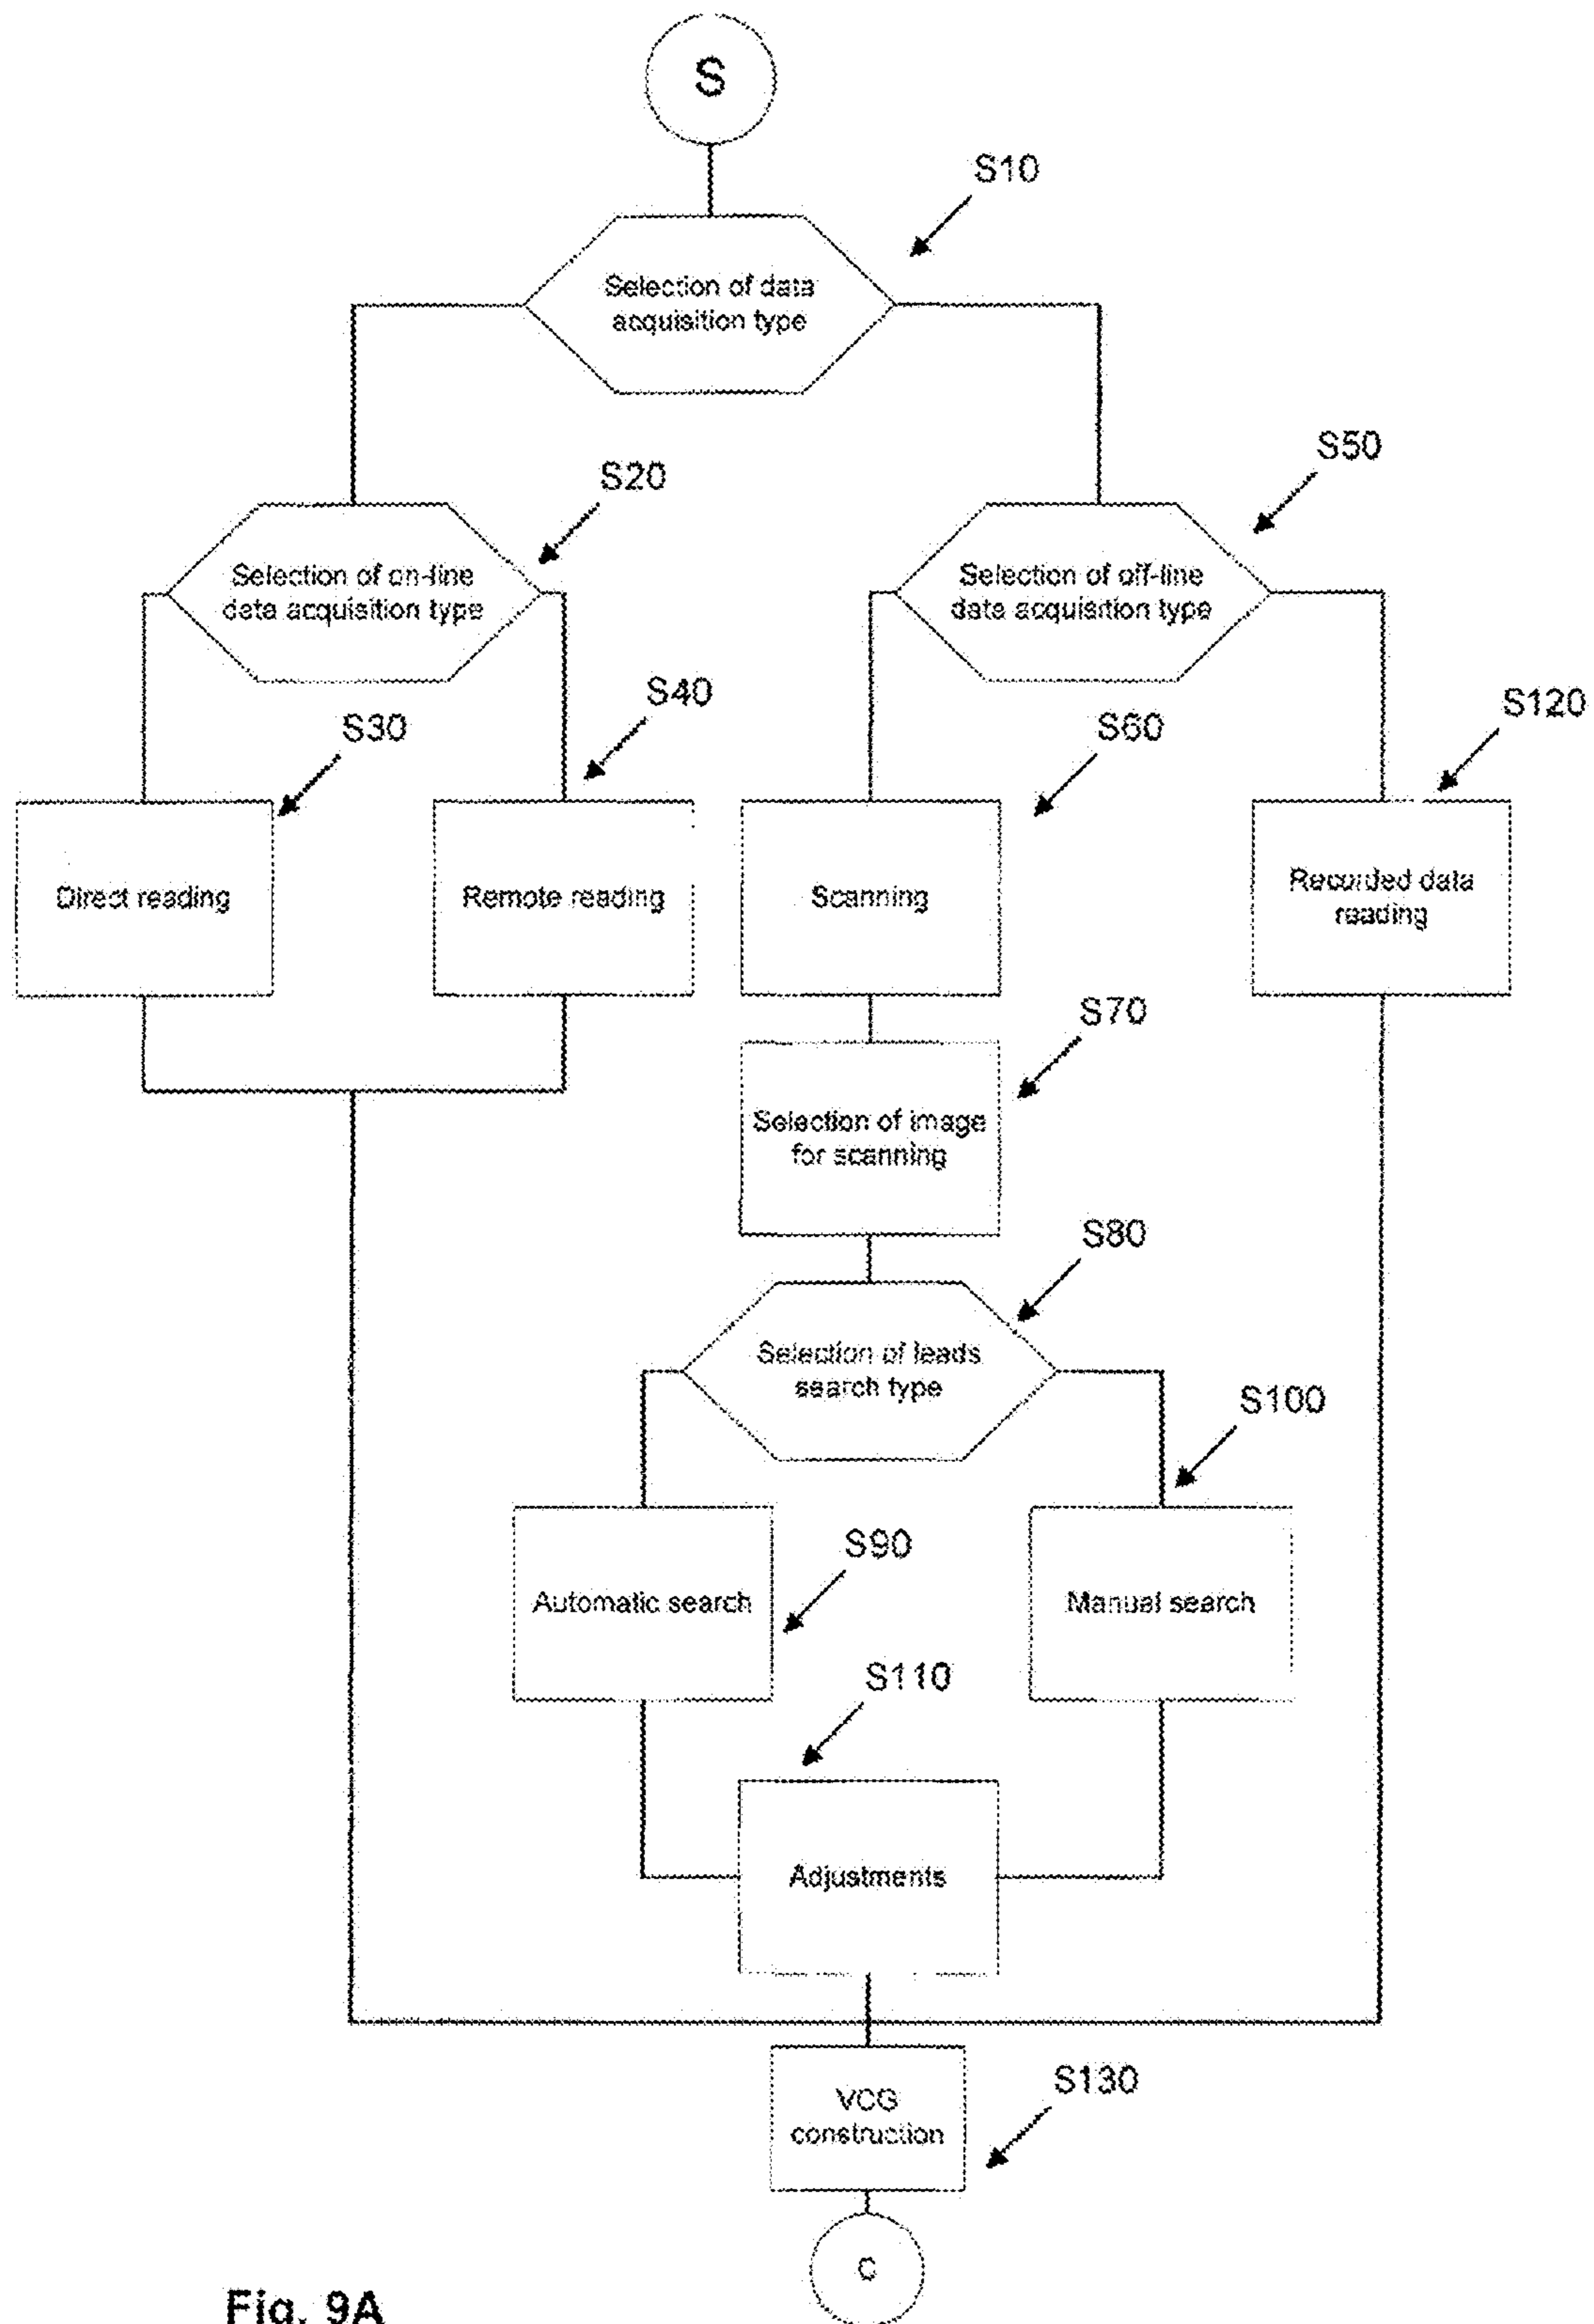 S
S10
Selection of data
acquisition type
S20
Selection of on-line
data acquisition type
S50
Selection of off-line
data acquisition type
S30
Direct reading
S40
Remote reading
S60
Scanning
S120
Recorded data
reading
S70
Selection of image
for scanning
S80
Selection of leads
search type
S90
Automatic search
S100
Manual search
S110
Adjustments
S130
VCG
construction
C
Fig. 9A